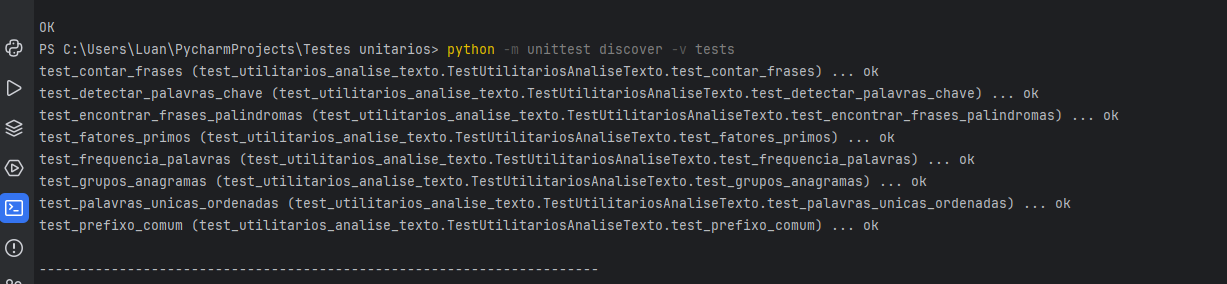 OK
PS C:\Users\Luan\PycharmProjects\Testes unitarios> python -m unittest discover -v tests
test_contar_frases (test_utilitarios_analise_texto.TestUtilitariosAnaliseTexto.test_contar_frases) ... ok
test_detectar_palavras_chave (test_utilitarios_analise_texto.TestUtilitariosAnaliseTexto.test_detectar_palavras_chave) ... ok
test_encontrar_frases_palindromas (test_utilitarios_analise_texto.TestUtilitariosAnaliseTexto.test_encontrar_frases_palindromas) ... ok
test_fatores_primos (test_utilitarios_analise_texto.TestUtilitariosAnaliseTexto.test_fatores_primos) ... ok
test_frequencia_palavras (test_utilitarios_analise_texto.TestUtilitariosAnaliseTexto.test_frequencia_palavras) ... ok
test_grupos_anagramas (test_utilitarios_analise_texto.TestUtilitariosAnaliseTexto.test_grupos_anagramas) ... ok
test_palavras_unicas_ordenadas (test_utilitarios_analise_texto.TestUtilitariosAnaliseTexto.test_palavras_unicas_ordenadas) ... ok
test_prefixo_comum (test_utilitarios_analise_texto.TestUtilitariosAnaliseTexto.test_prefixo_comum) ... ok
----------------------------------------------------------------------